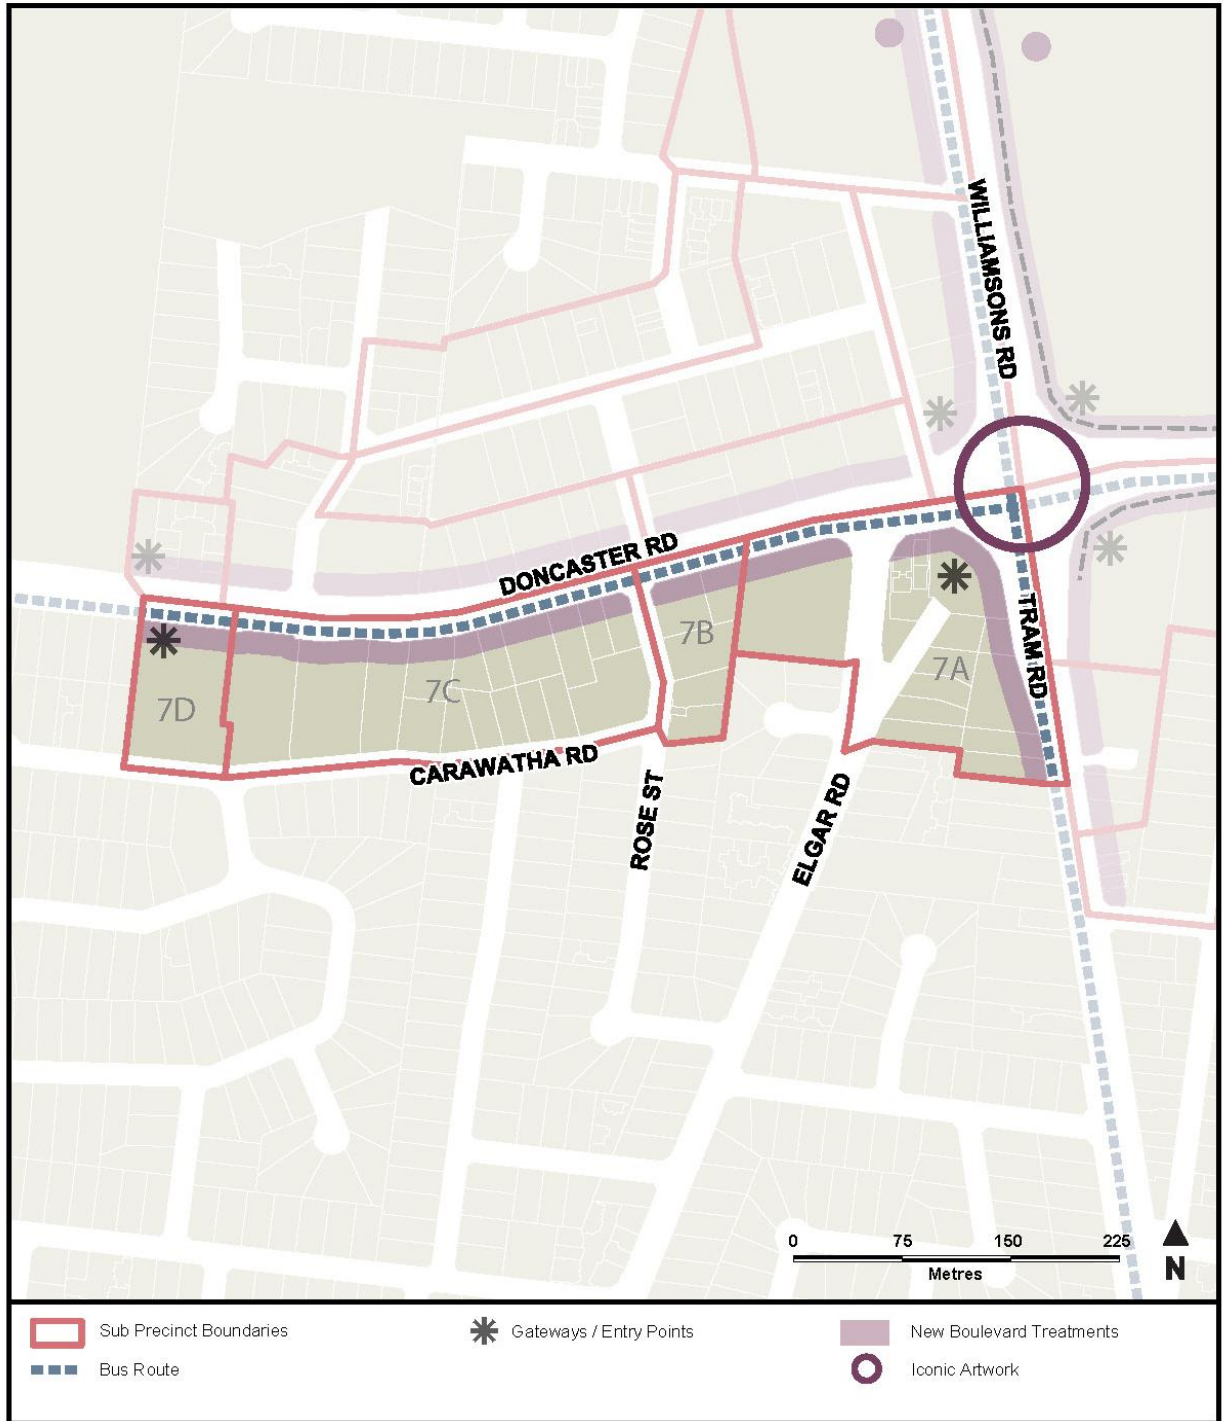 WILLIAMSONS RD
DONCASTER RD
TRAM RD
7B
7A
7C
7D
CARAWATHA RD
ROSE ST
ELGAR RD
0 75 150 225
Metres
N
Sub Precinct Boundaries
Gateways / Entry Points
New Boulevard Treatments
Bus Route
Iconic Artwork